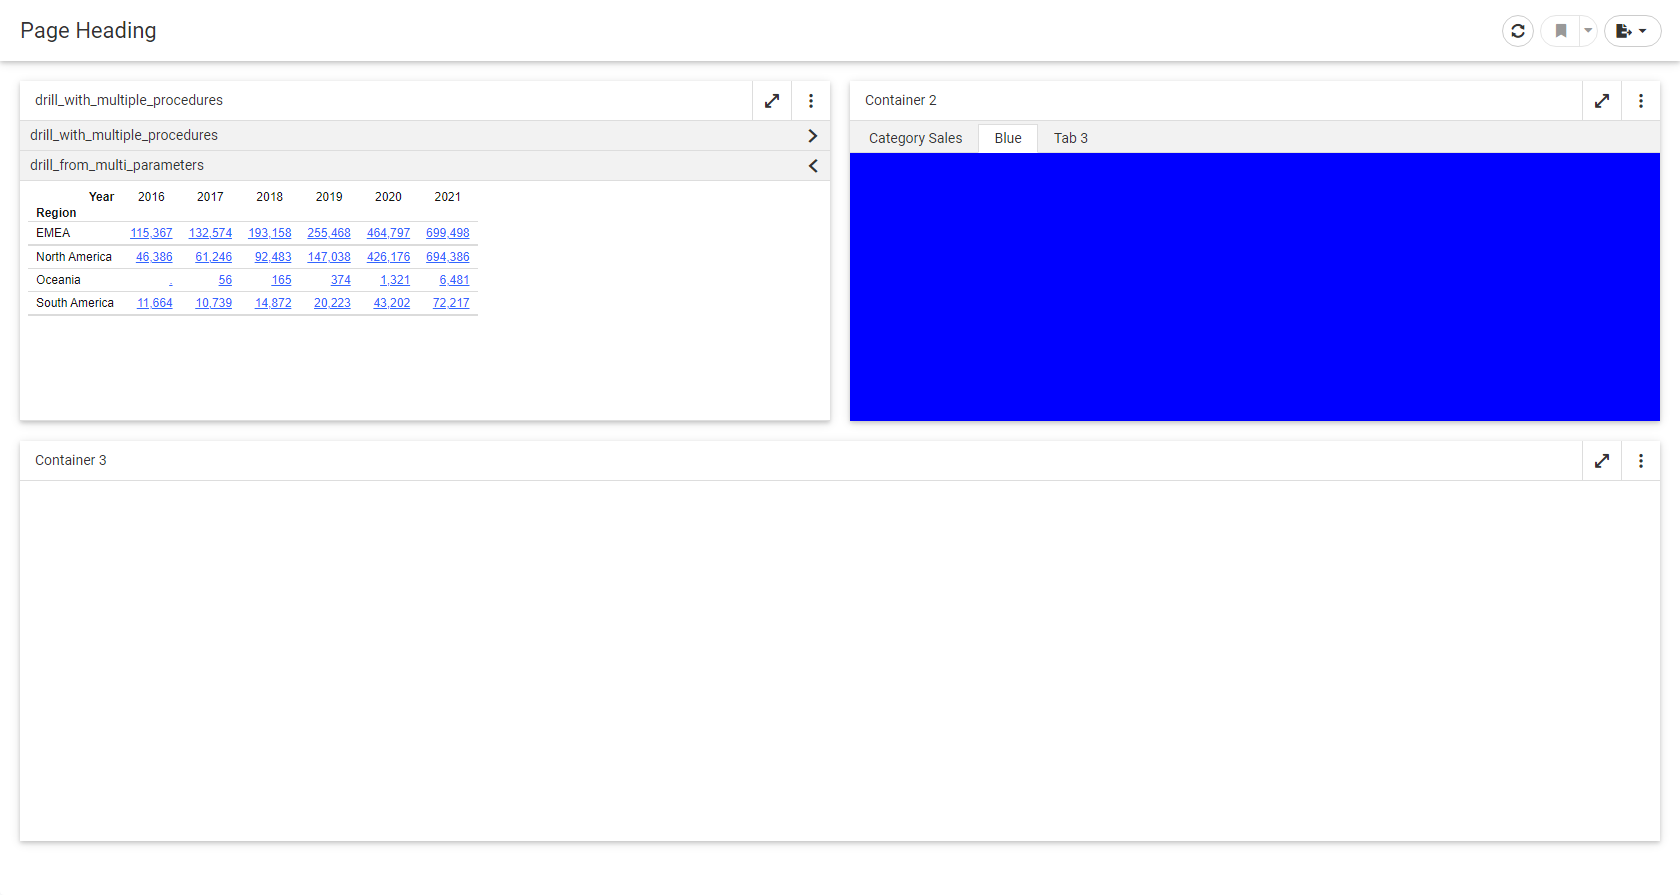 Page Heading
drill_with_multiple_procedures
drill_with_multiple_procedures
drill_from_multi_parameters
Year 2016 2017 2018 2019 2020 2021
Region
EMEA 115,367 132,574 193,158 255,468 464,797 699,498
North America 46,386 61,246 92,483 147,038 426,176 694,386
Oceania . 56 165 374 1,321 6,481
South America 11,664 10,739 14,872 20,223 43,202 72,217
Container 2
Category Sales Blue Tab 3
Container 3